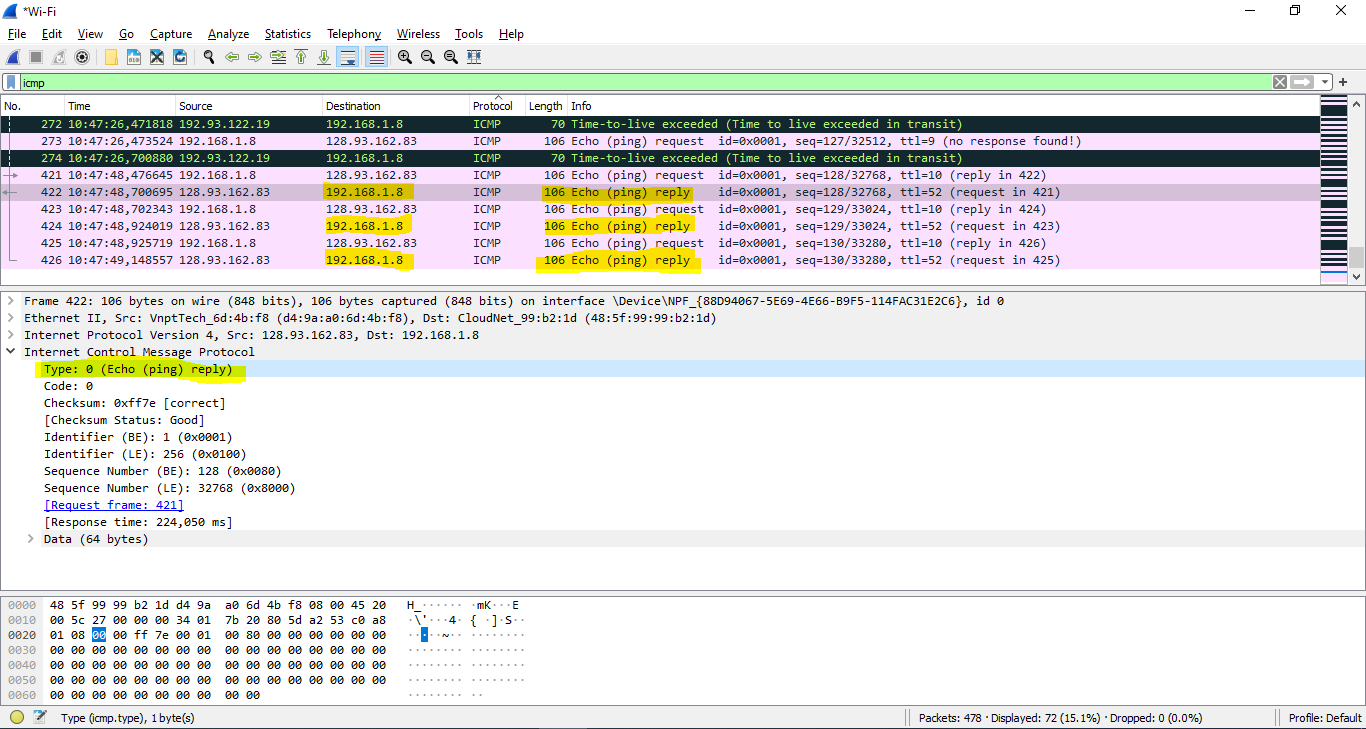 *Wi-Fi
File Edit View Go Capture Analyze Statistics Telephony Wireless Tools Help
icmp
No. Time Source Destination Protocol Length Info
272 10:47:26,471818 192.93.122.19 192.168.1.8 ICMP 70 Time-to-live exceeded (Time to live exceeded in transit)
273 10:47:26,473524 192.168.1.8 128.93.162.83 ICMP 106 Echo (ping) request id=0x0001, seq=127/32512, ttl=9 (no response found!)
274 10:47:26,700880 192.93.122.19 192.168.1.8 ICMP 70 Time-to-live exceeded (Time to live exceeded in transit)
421 10:47:48,476645 192.168.1.8 128.93.162.83 ICMP 106 Echo (ping) request id=0x0001, seq=128/32768, ttl=10 (reply in 422)
422 10:47:48,700695 128.93.162.83 192.168.1.8 ICMP 106 Echo (ping) reply id=0x0001, seq=128/32768, ttl=52 (request in 421)
423 10:47:48,702343 192.168.1.8 128.93.162.83 ICMP 106 Echo (ping) request id=0x0001, seq=129/33024, ttl=10 (reply in 424)
424 10:47:48,924019 128.93.162.83 192.168.1.8 ICMP 106 Echo (ping) reply id=0x0001, seq=129/33024, ttl=52 (request in 423)
425 10:47:48,925719 192.168.1.8 128.93.162.83 ICMP 106 Echo (ping) request id=0x0001, seq=130/33280, ttl=10 (reply in 426)
426 10:47:49,148557 128.93.162.83 192.168.1.8 ICMP 106 Echo (ping) reply id=0x0001, seq=130/33280, ttl=52 (request in 425)
Frame 422: 106 bytes on wire (848 bits), 106 bytes captured (848 bits) on interface \Device\NPF_{88D94067-5E69-4E66-B9F5-114FAC31E2C6}, id 0
Ethernet II, Src: VnptTech_6d:4b:f8 (d4:9a:a0:6d:4b:f8), Dst: CloudNet_99:b2:1d (48:5f:99:99:b2:1d)
Internet Protocol Version 4, Src: 128.93.162.83, Dst: 192.168.1.8
Internet Control Message Protocol
Type: 0 (Echo (ping) reply)
Code: 0
Checksum: 0xff7e [correct]
[Checksum Status: Good]
Identifier (BE): 1 (0x0001)
Identifier (LE): 256 (0x0100)
Sequence Number (BE): 128 (0x0080)
Sequence Number (LE): 32768 (0x8000)
[Request frame: 421]
[Response time: 224,050 ms]
Data (64 bytes)
0000 48 5f 99 99 b2 1d d4 9a a0 6d 4b f8 08 00 45 20 H_······ ·mK···E
0010 00 5c 27 00 00 00 34 01 7b 20 80 5d a2 53 c0 a8 ·\'···4· { ·]·S··
0020 01 08 00 00 ff 7e 00 01 00 80 00 00 00 00 00 00 ·····~·· ········
0030 00 00 00 00 00 00 00 00 00 00 00 00 00 00 00 00 ········ ········
0040 00 00 00 00 00 00 00 00 00 00 00 00 00 00 00 00 ········ ········
0050 00 00 00 00 00 00 00 00 00 00 00 00 00 00 00 00 ········ ········
0060 00 00 00 00 00 00 00 00 00 00 ········ ··
Type (icmp.type), 1 byte(s) Packets: 478 · Displayed: 72 (15.1%) · Dropped: 0 (0.0%) Profile: Default